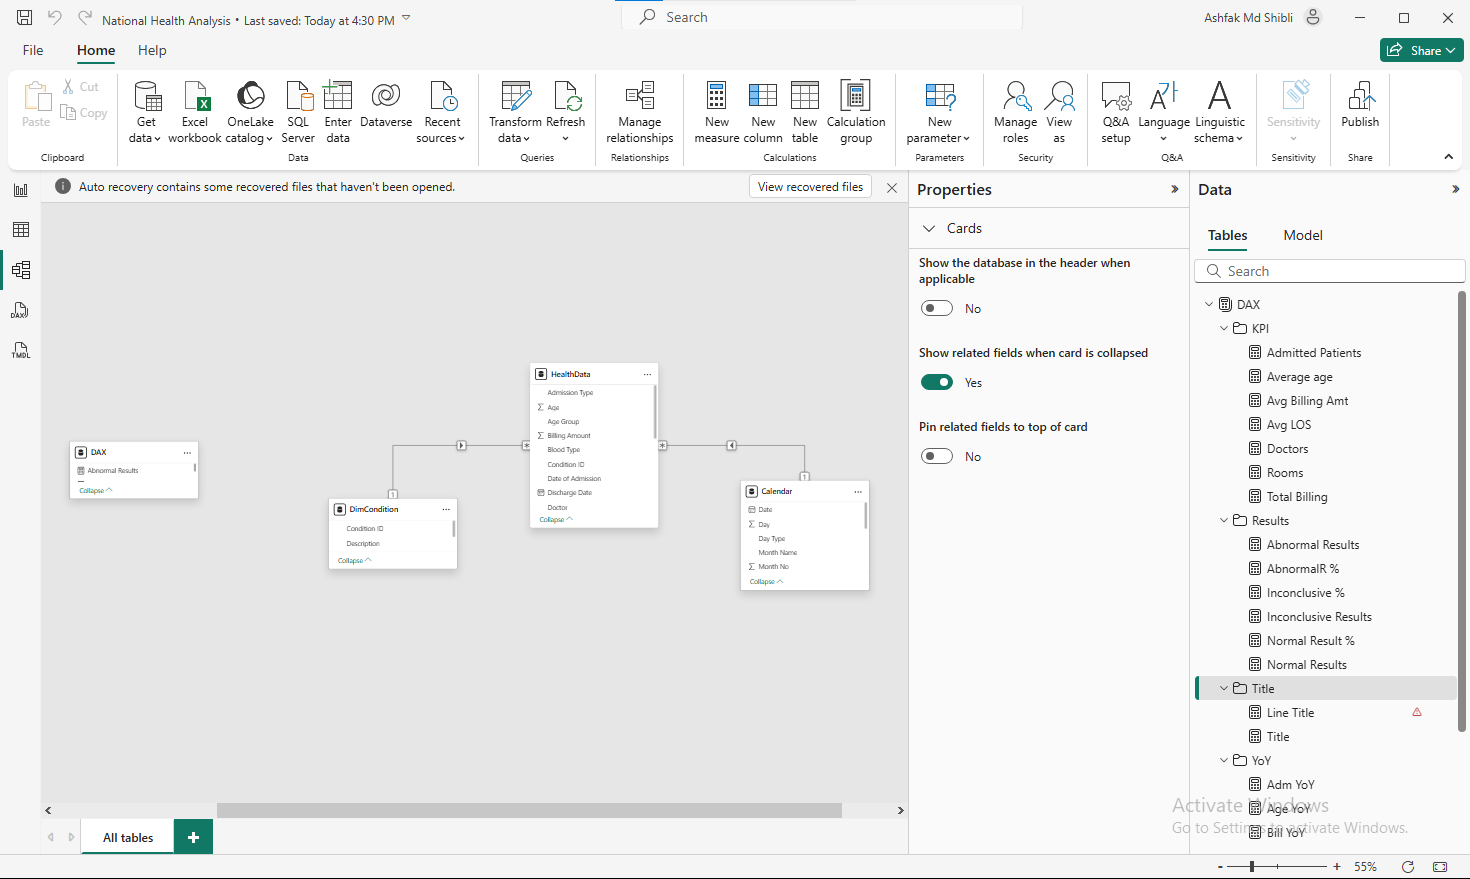 National Health Analysis • Last saved: Today at 4:30 PM
Search
Ashfak Md Shibli
File
Home
Help
Share
Paste
Cut
Copy
Get data
Excel workbook
OneLake catalog
SQL Server
Enter data
Dataverse
Recent sources
Transform data
Refresh
Manage relationships
New measure
New column
New table
Calculation group
New parameter
Manage roles
View as
Q&A setup
Language
Linguistic schema
Sensitivity
Publish
Clipboard
Data
Queries
Relationships
Calculations
Parameters
Security
Q&A
Sensitivity
Share
Auto recovery contains some recovered files that haven't been opened.
View recovered files
DAX
TMDL
DAX
Abnormal Results
Collapse
DimCondition
Condition ID
Description
Collapse
HealthData
Admission Type
Age
Age Group
Billing Amount
Blood Type
Condition ID
Date of Admission
Discharge Date
Doctor
Collapse
Calendar
Date
Day
Day Type
Month Name
Month No
Collapse
1
*
*
1
All tables
+
Properties
Cards
Show the database in the header when
applicable
No
Show related fields when card is collapsed
Yes
Pin related fields to top of card
No
Data
Tables
Model
Search
DAX
KPI
Admitted Patients
Average age
Avg Billing Amt
Avg LOS
Doctors
Rooms
Total Billing
Results
Abnormal Results
AbnormalR %
Inconclusive %
Inconclusive Results
Normal Result %
Normal Results
Title
Line Title
Title
YoY
Adm YoY
Age YoY
Bill YoY
Activate Windows
Go to Settings to activate Windows.
- + 55%